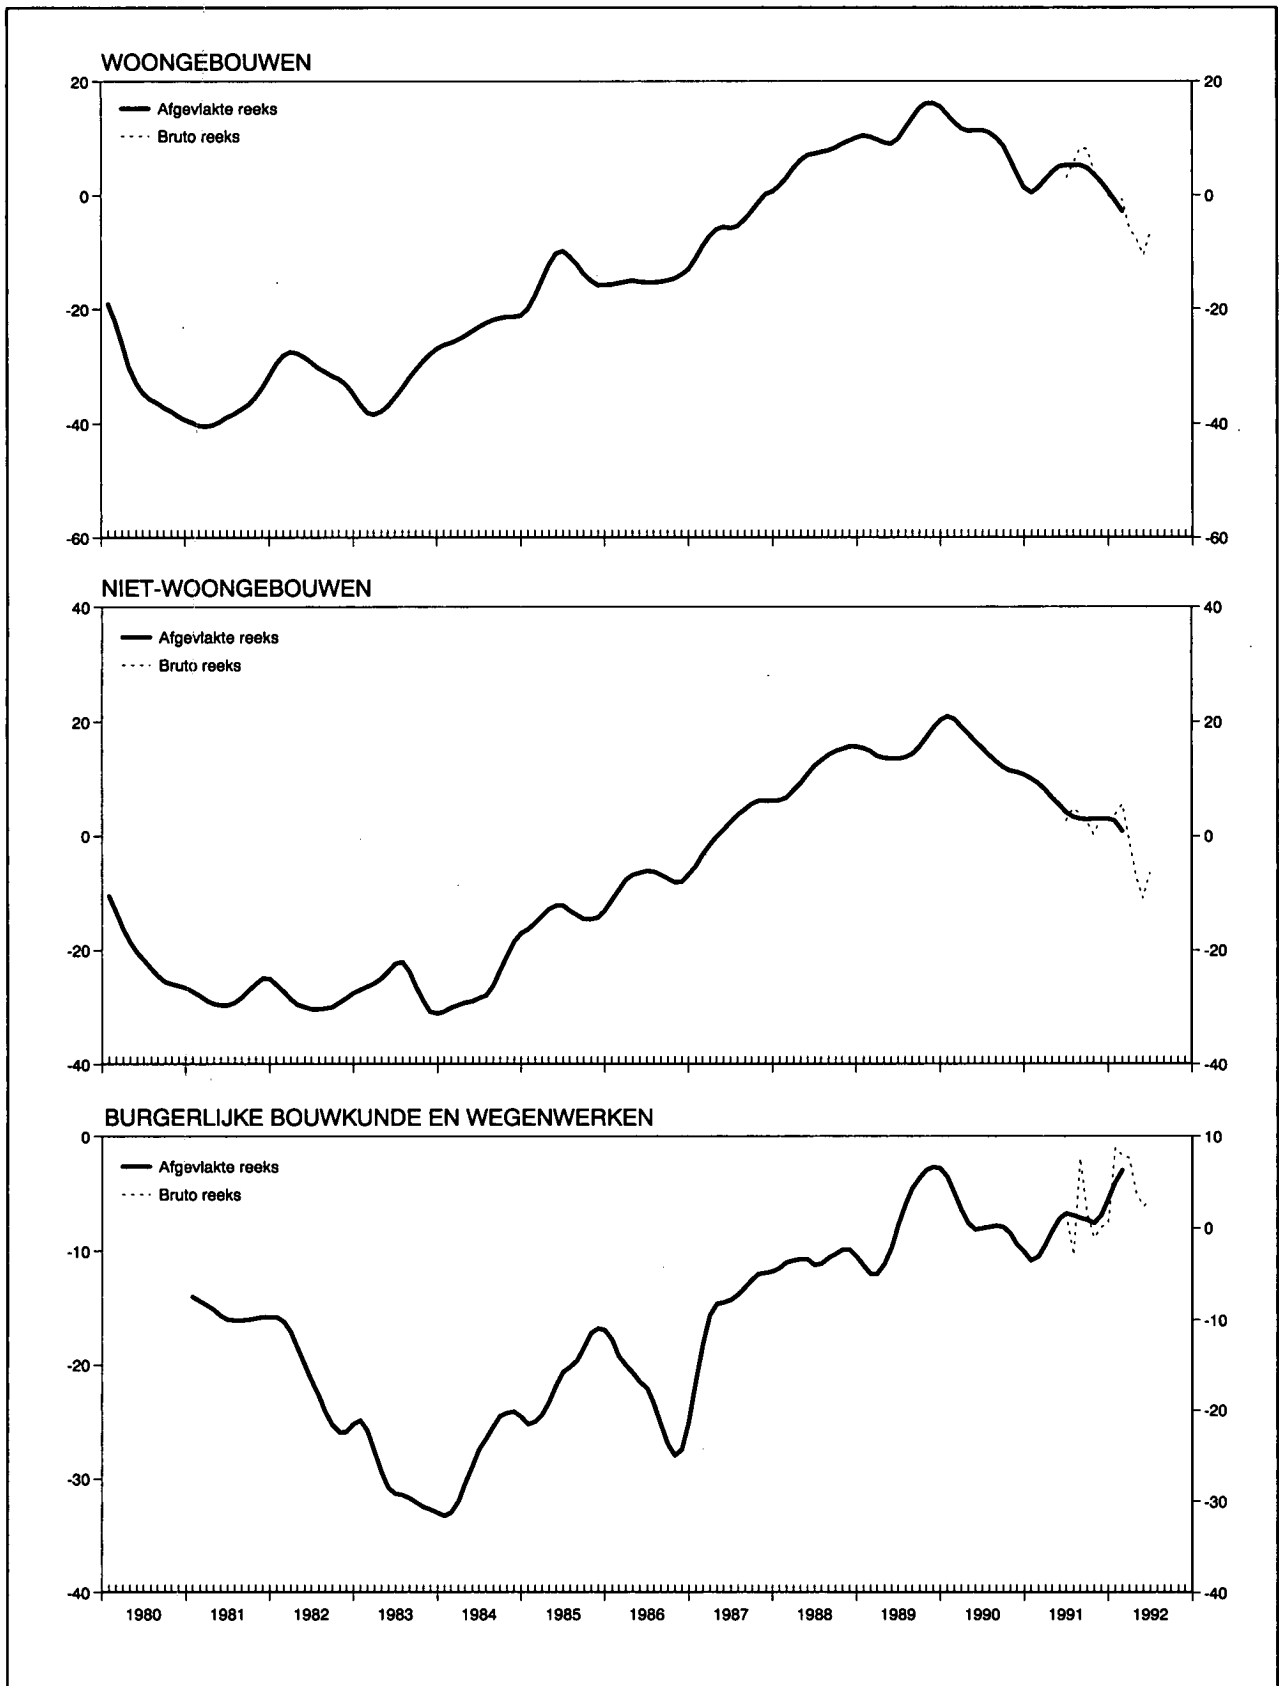 WOONGEBOUWEN
20 20
Afgevlakte reeks
Bruto reeks
0 0
-20 -20
-40 -40
-60 -60
NIET-WOONGEBOUWEN
40 40
Afgevlakte reeks
Bruto reeks
20 20
0 0
-20 -20
-40 -40
BURGERLIJKE BOUWKUNDE EN WEGENWERKEN
0 10
Afgevlakte reeks
Bruto reeks
0
-10
-10
-20
-20
-30
-30
-40 -40
1980 1981 1982 1983 1984 1985 1986 1987 1988 1989 1990 1991 1992